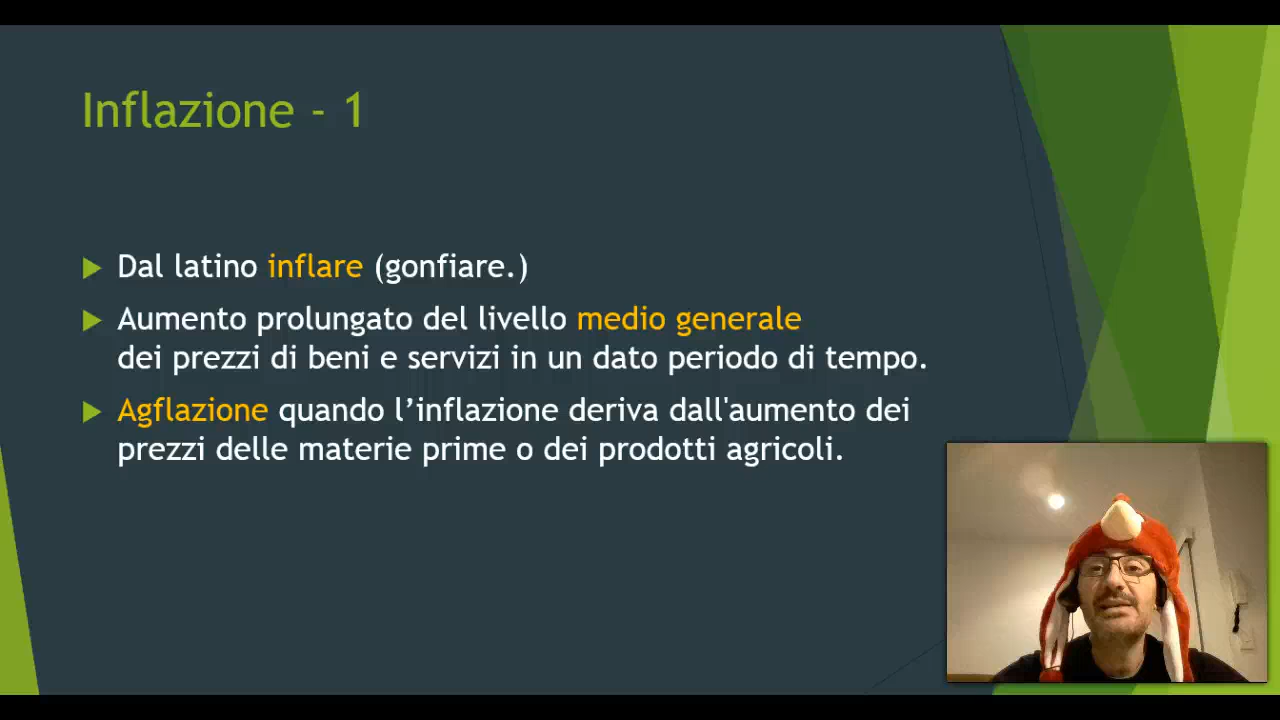 Inflazione - 1
Dal latino inflare (gonfiare.)
Aumento prolungato del livello medio generale
dei prezzi di beni e servizi in un dato periodo di tempo.
Agflazione quando l’inflazione deriva dall'aumento dei
prezzi delle materie prime o dei prodotti agricoli.